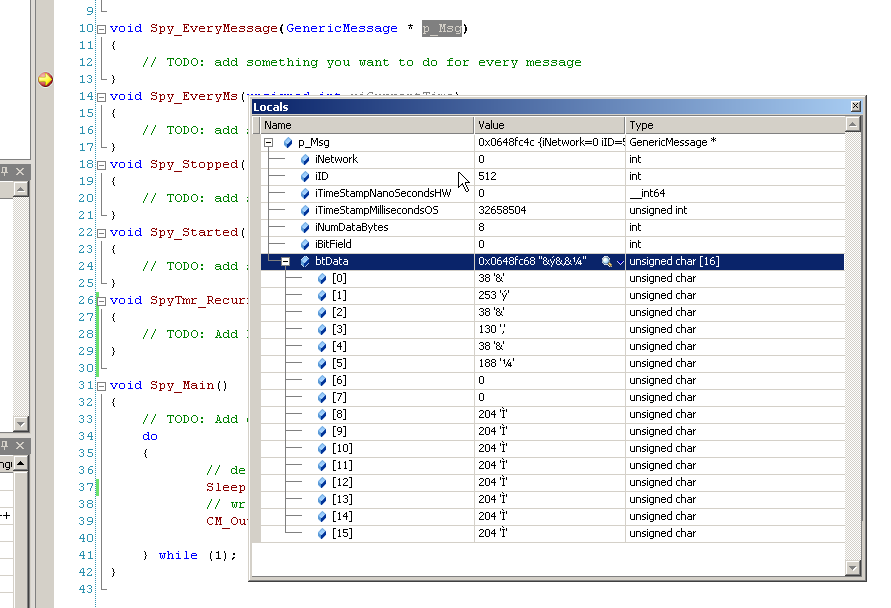 9
10 void Spy_EveryMessage(GenericMessage * p_Msg)
11 {
12 // TODO: add something you want to do for every message
13 }
14 void Spy_EveryMs(unsigned int uiCurrentTime)
15 {
16 // TODO: add
17 }
18 void Spy_Stopped(
19 {
20 // TODO: add
21 }
22 void Spy_Started(
23 {
24 // TODO: add
25 }
26 void SpyTmr_Recurri
27 {
28 // TODO: Add
29 }
30
31 void Spy_Main()
32 {
33 // TODO: Add
34 do
35 {
36 // de
37 Sleep
38 // wr
39 CM_Ou
40
41 } while (1);
42 }
43
Locals
Name Value Type
p_Msg 0x0648fc4c {iNetwork=0 iID=5 GenericMessage *
iNetwork 0 int
iID 512 int
iTimeStampNanoSecondsHW 0 __int64
iTimeStampMillisecondsOS 32658504 unsigned int
iNumDataBytes 8 int
iBitField 0 int
btData 0x0648fc68 "&ý&‚&¼" unsigned char [16]
[0] 38 '&' unsigned char
[1] 253 'ý' unsigned char
[2] 38 '&' unsigned char
[3] 130 '‚' unsigned char
[4] 38 '&' unsigned char
[5] 188 '¼' unsigned char
[6] 0 unsigned char
[7] 0 unsigned char
[8] 204 'Ì' unsigned char
[9] 204 'Ì' unsigned char
[10] 204 'Ì' unsigned char
[11] 204 'Ì' unsigned char
[12] 204 'Ì' unsigned char
[13] 204 'Ì' unsigned char
[14] 204 'Ì' unsigned char
[15] 204 'Ì' unsigned char